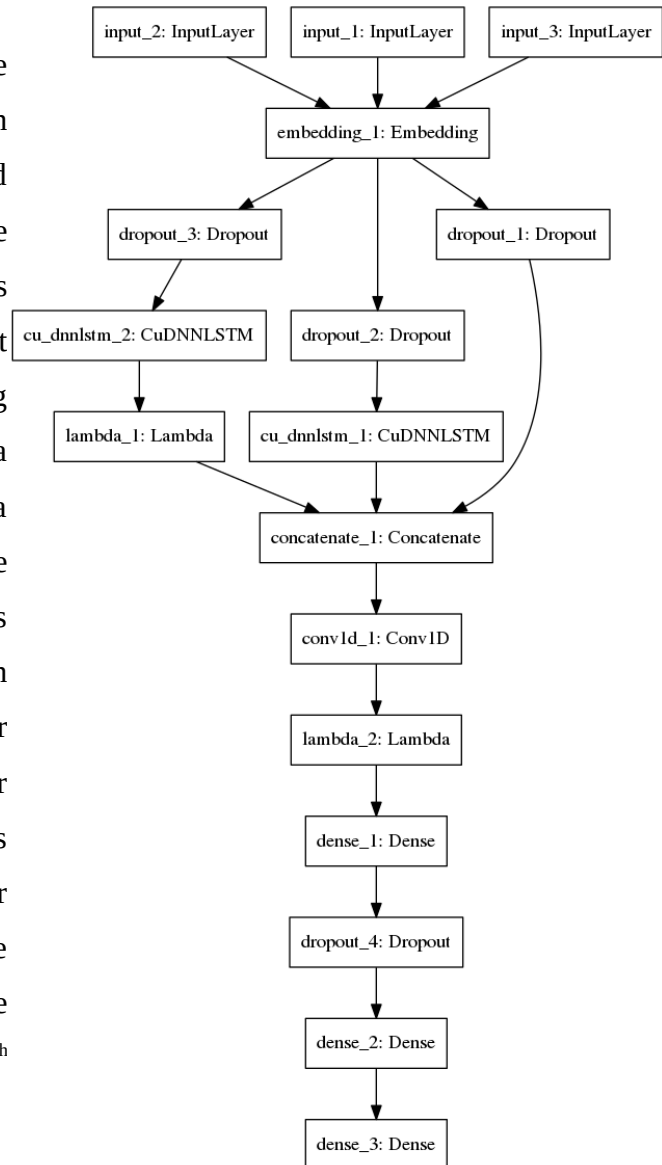 input_2: InputLayer input_1: InputLayer input_3: InputLayer
e
embedding_1: Embedding
n
d
dropout_3: Dropout dropout_1: Dropout
e
s
cu_dnnlstm_2: CuDNNLSTM dropout_2: Dropout
t
g
lambda_1: Lambda cu_dnnlstm_1: CuDNNLSTM
a
a
concatenate_1: Concatenate
e
s
conv1d_1: Conv1D
n
r
lambda_2: Lambda
r
s
dense_1: Dense
r
dropout_4: Dropout
e
e
dense_2: Dense
h
dense_3: Dense